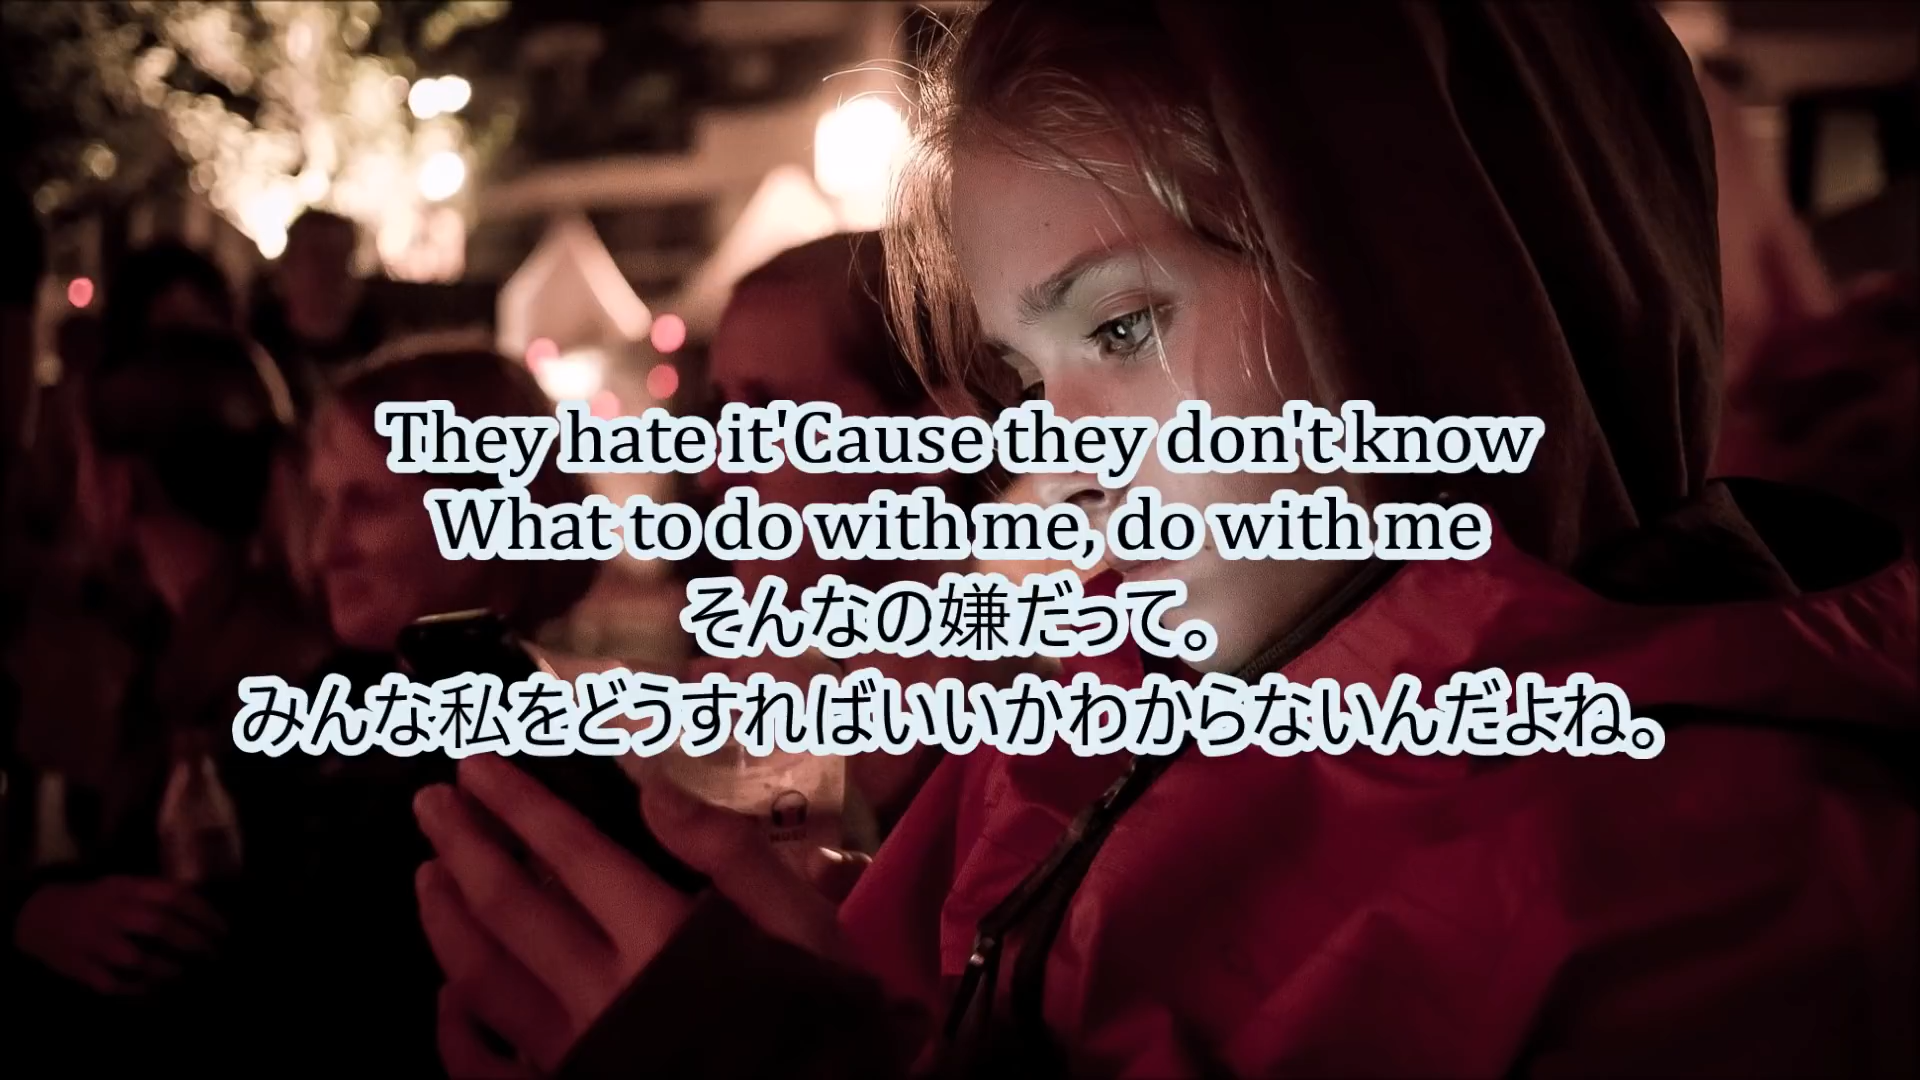 They hate it'Cause they don't know
What to do with me, do with me
そんなの嫌だって。
みんな私をどうすればいいかわからないんだよね。